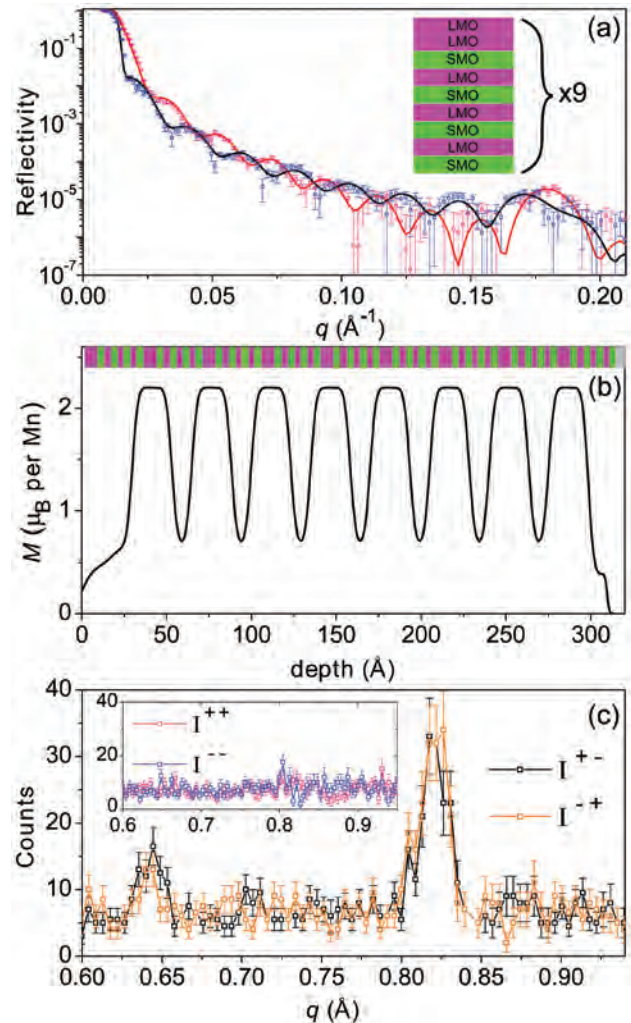 (a)
10⁻¹
10⁻³
10⁻⁵
10⁻⁷
Reflectivity
LMO
LMO
SMO
LMO
SMO
LMO
SMO
LMO
SMO
x9
0.00 0.05 0.10 0.15 0.20
q (Å⁻¹)
(b)
2
1
0
M (μB per Mn)
0 50 100 150 200 250 300
depth (Å)
(c)
40
30
20
10
0
Counts
40
20
0
I⁺⁺
I⁻⁻
0.6 0.7 0.8 0.9
I⁺⁻
I⁻⁺
0.60 0.65 0.70 0.75 0.80 0.85 0.90
q (Å)